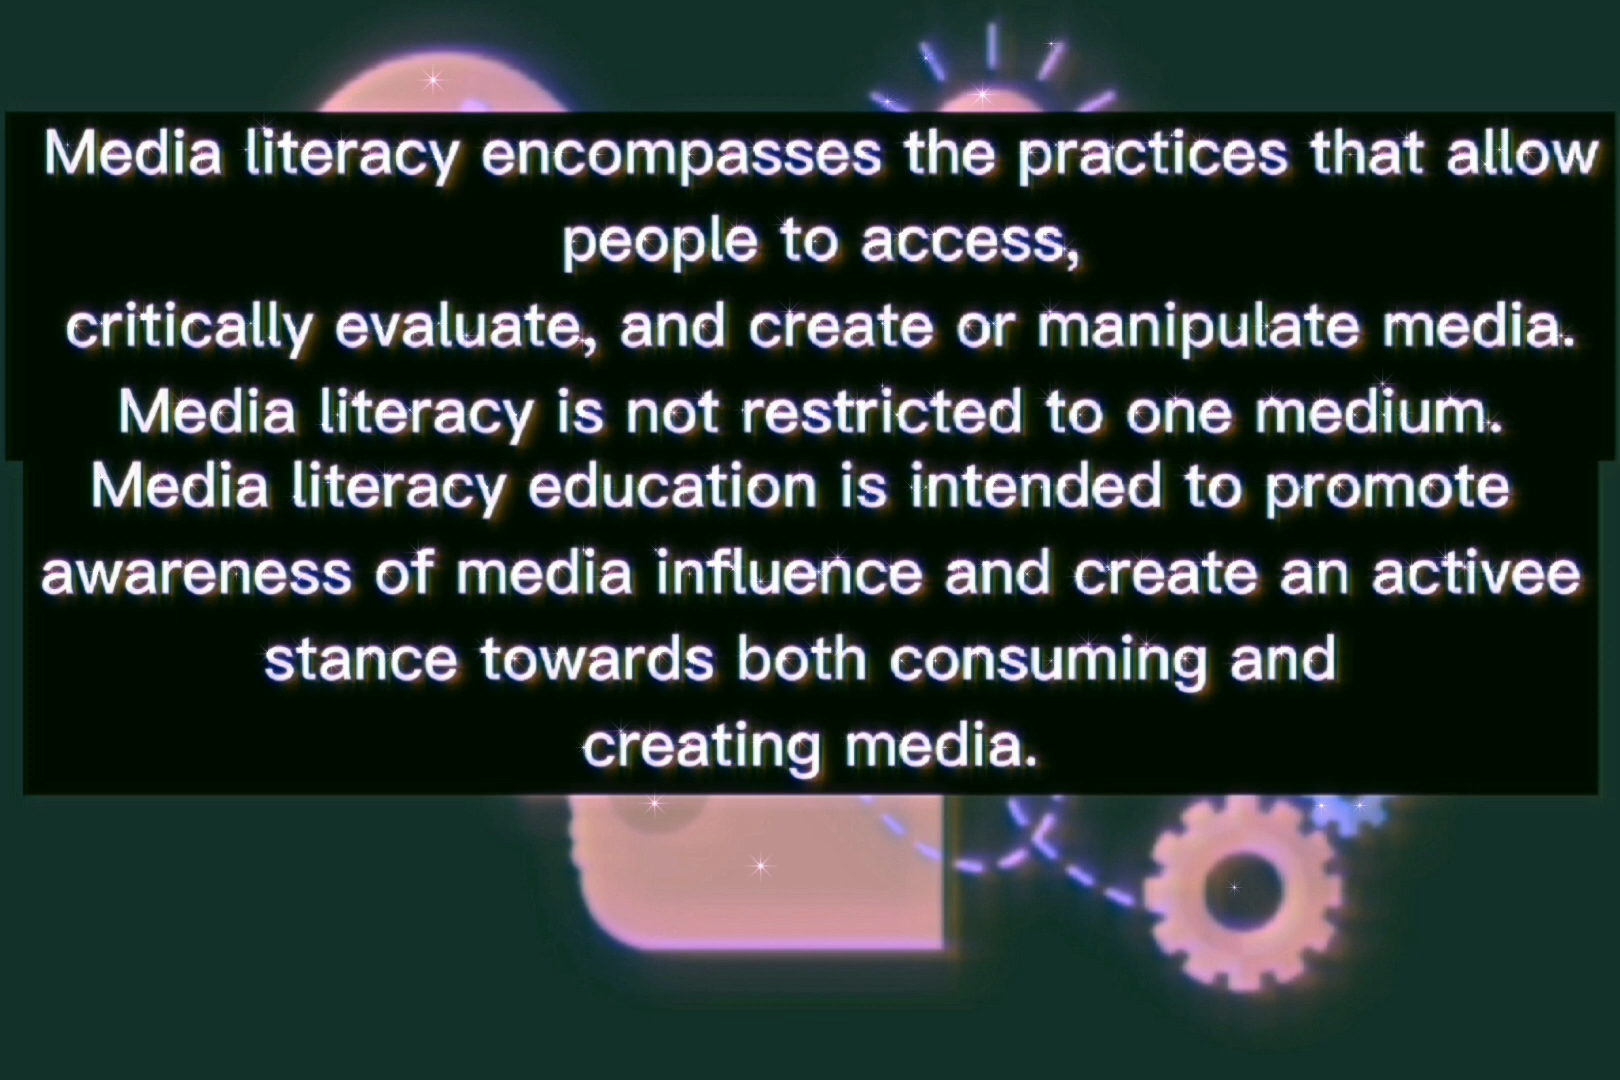 Media literacy encompasses the practices that allow
people to access,
critically evaluate, and create or manipulate media.
Media literacy is not restricted to one medium.
Media literacy education is intended to promote
awareness of media influence and create an activee
stance towards both consuming and
creating media.